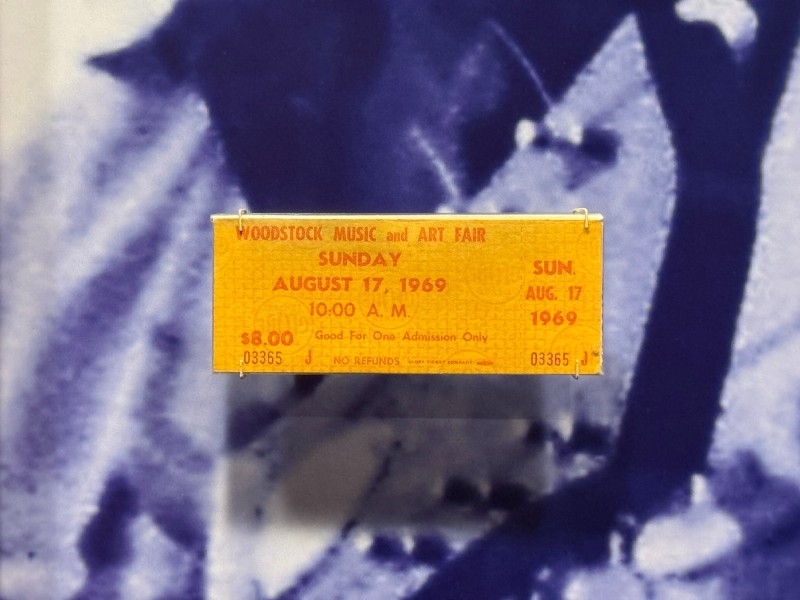 WOODSTOCK MUSIC and ART FAIR
SUNDAY
AUGUST 17, 1969
10:00 A. M.
$8.00 Good For One Admission Only
03365 J NO REFUNDS
SUN.
AUG. 17
1969
03365 J